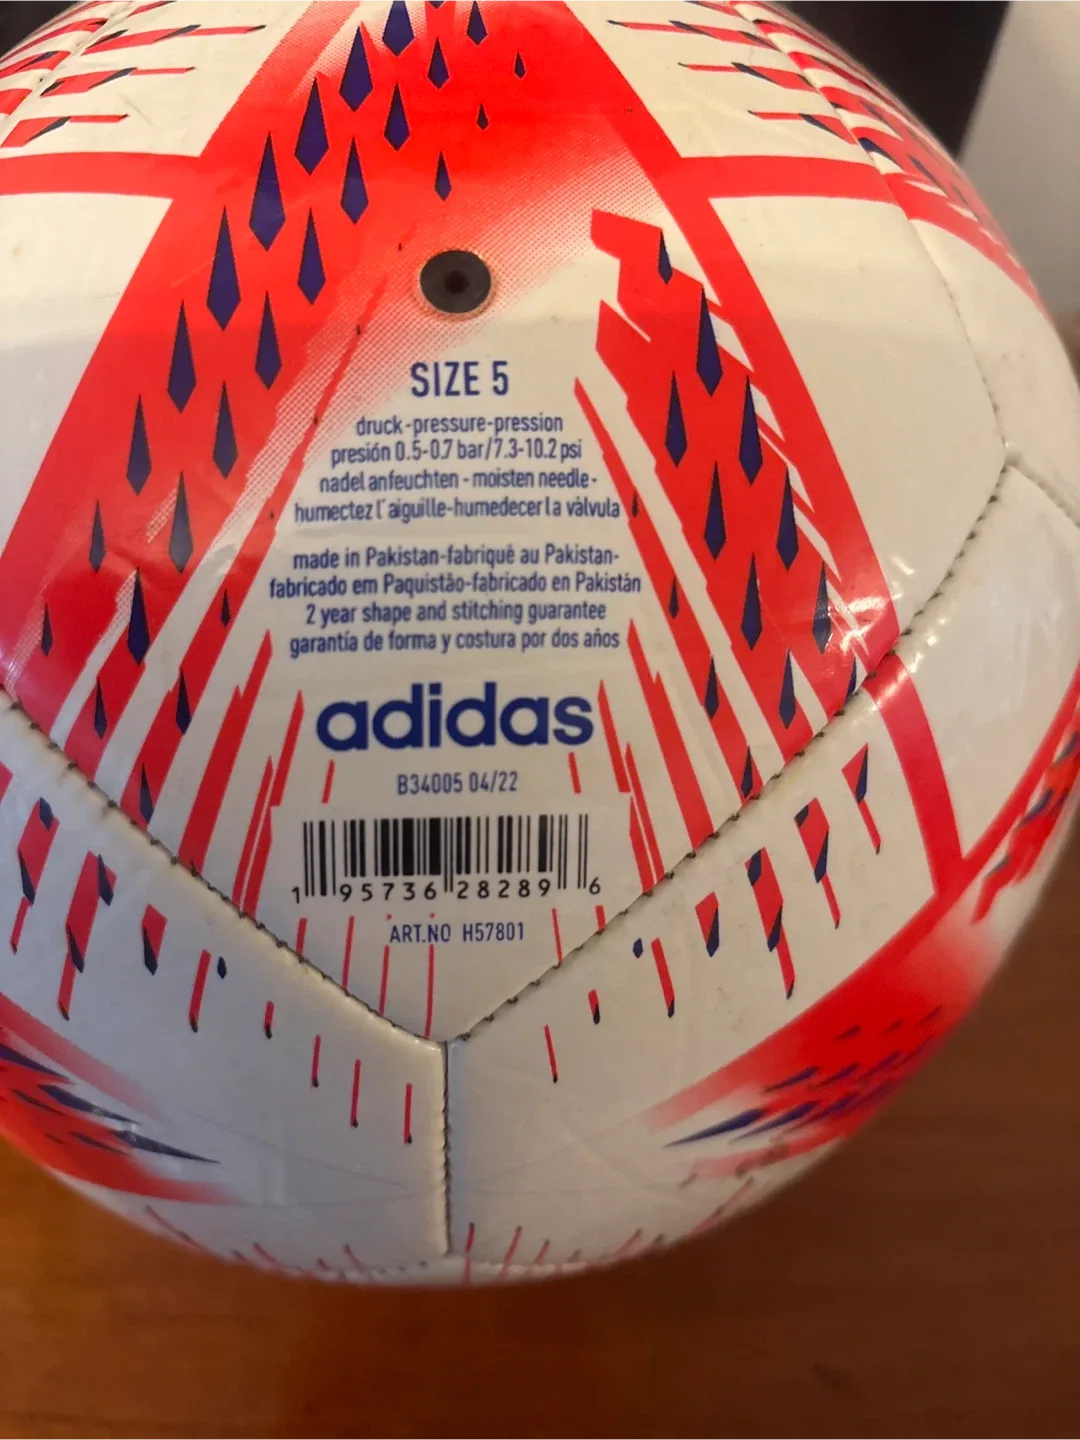 SIZE 5
druck-pressure-pression
presión 0.5-0.7 bar/7.3-10.2 psi
nadel anfeuchten - moisten needle-
humectez l´aiguille-humedecer la válvula
made in Pakistan-fabriqué au Pakistan-
fabricado em Paquistão-fabricado en Pakistán
2 year shape and stitching guarantee
garantía de forma y costura por dos años
adidas
B34005 04/22
1 95736 28289 6
ART.NO H57801